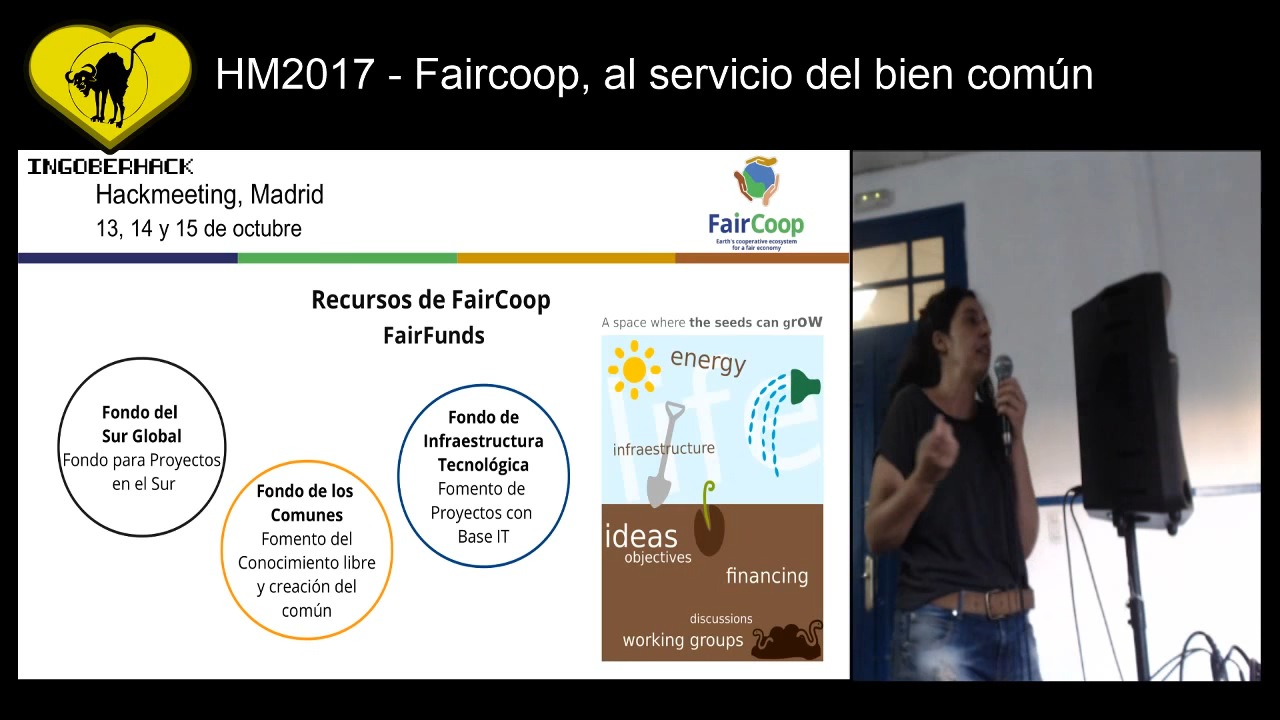 HM2017 - Faircoop, al servicio del bien común
INGOBERHACK
Hackmeeting, Madrid
13, 14 y 15 de octubre
FairCoop
Earth's cooperative ecosystem
for a fair economy
Recursos de FairCoop
FairFunds
Fondo del
Sur Global
Fondo para Proyectos
en el Sur
Fondo de los
Comunes
Fomento del
Conocimiento libre
y creación del
común
Fondo de
Infraestructura
Tecnológica
Fomento de
Proyectos con
Base IT
A space where the seeds can grOW
energy
life
infraestructure
ideas
objectives
financing
discussions
working groups